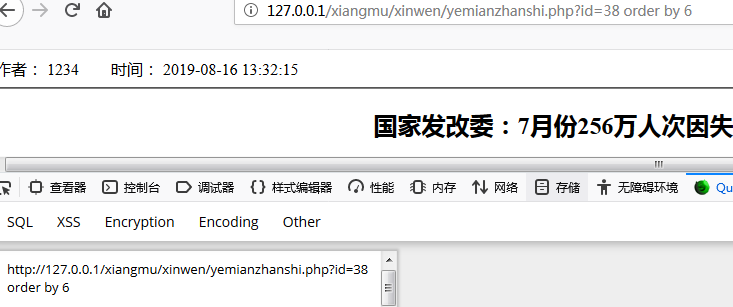 127.0.0.1/xiangmu/xinwen/yemianzhanshi.php?id=38 order by 6
作者： 1234 时间： 2019-08-16 13:32:15
国家发改委：7月份256万人次因失
查看器 控制台 调试器 样式编辑器 性能 内存 网络 存储 无障碍环境 Qu
SQL XSS Encryption Encoding Other
http://127.0.0.1/xiangmu/xinwen/yemianzhanshi.php?id=38
order by 6